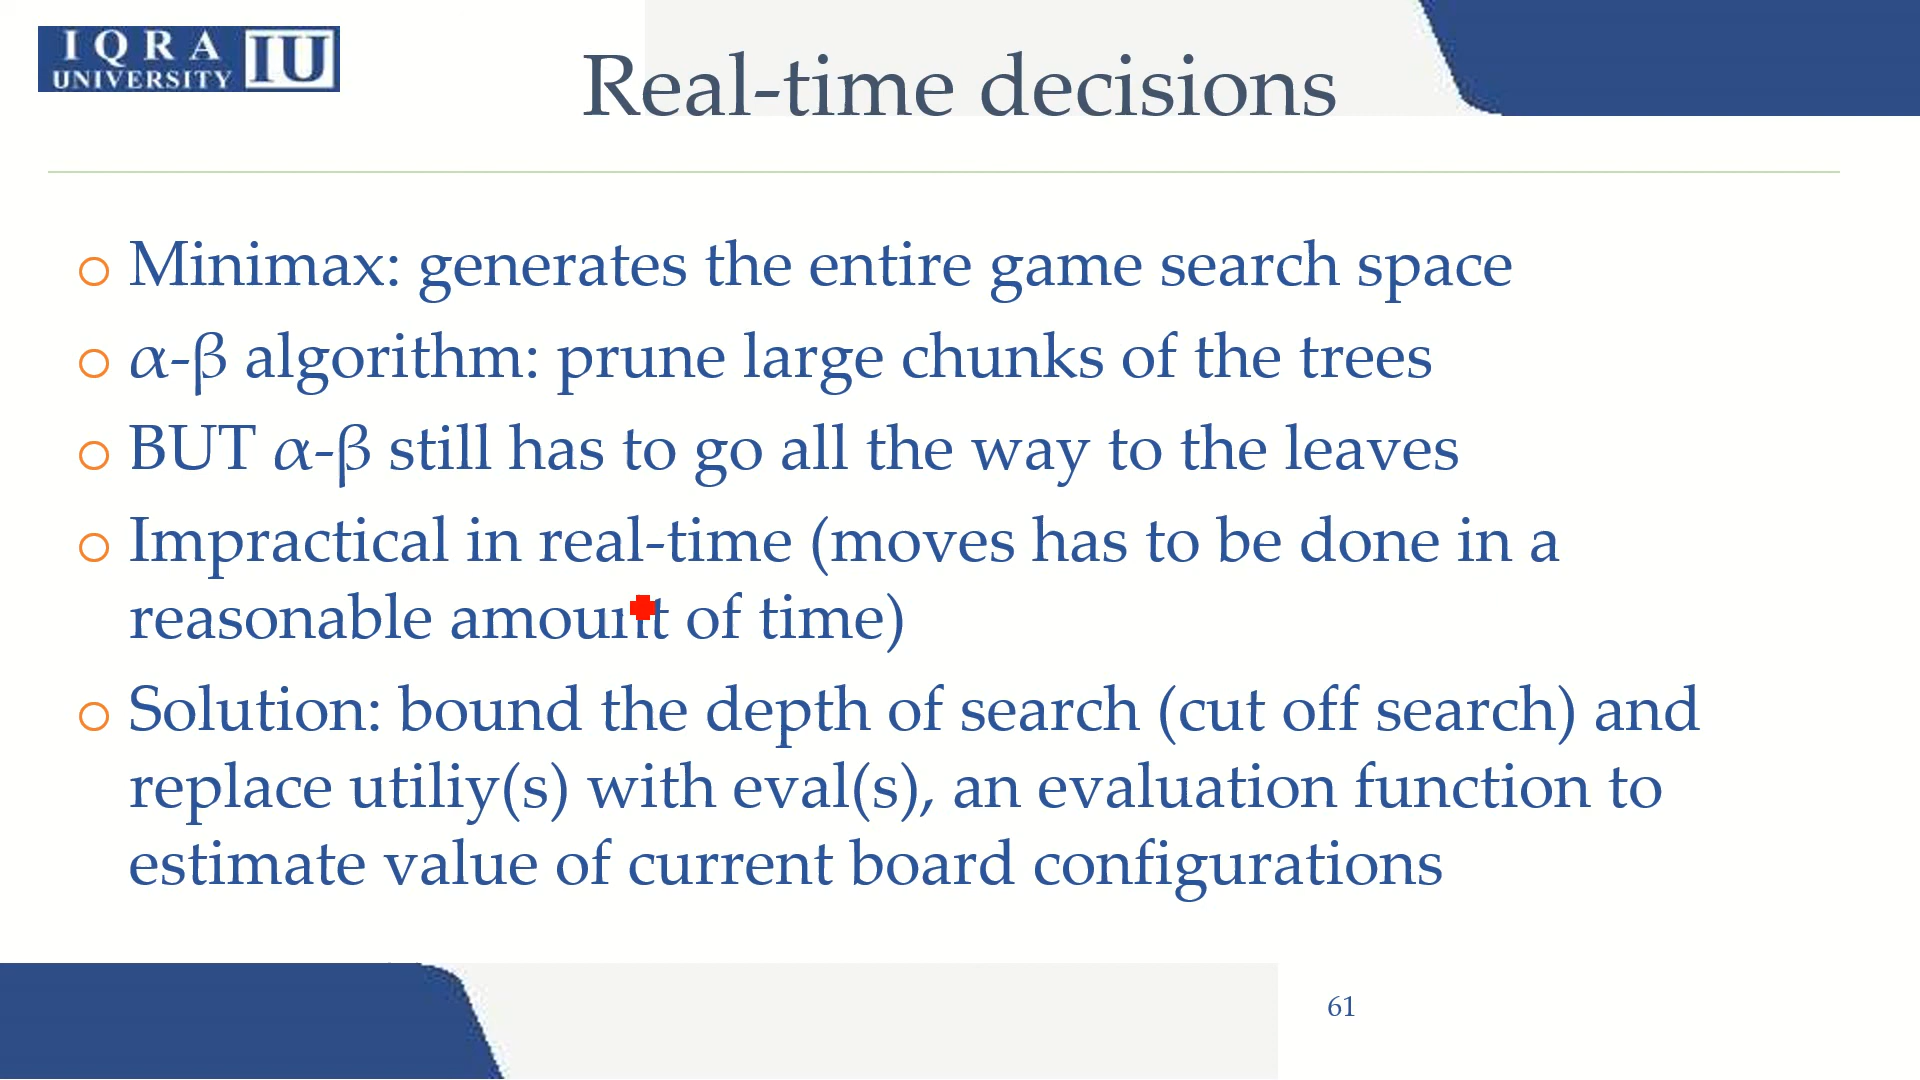 IQRA
UNIVERSITY IU
Real-time decisions
Minimax: generates the entire game search space
α-β algorithm: prune large chunks of the trees
BUT α-β still has to go all the way to the leaves
Impractical in real-time (moves has to be done in a
reasonable amount of time)
Solution: bound the depth of search (cut off search) and
replace utiliy(s) with eval(s), an evaluation function to
estimate value of current board configurations
61